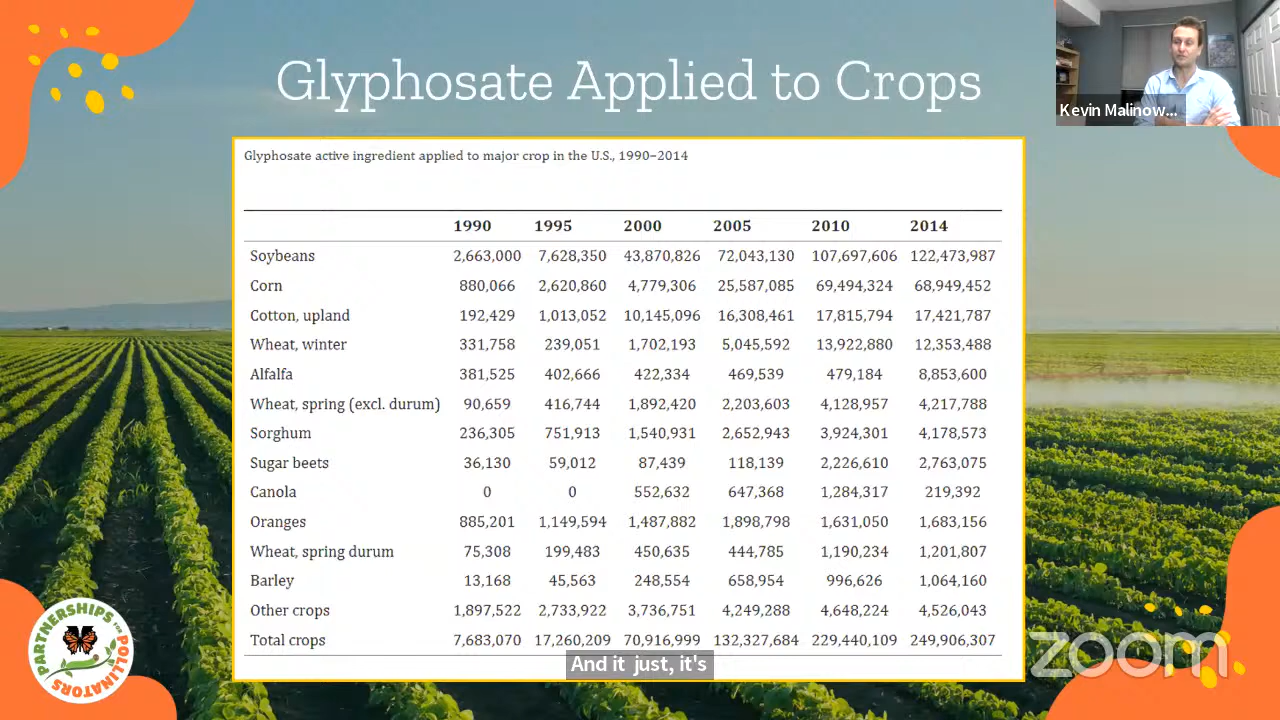 Glyphosate Applied to Crops
Kevin Malinow...
Glyphosate active ingredient applied to major crop in the U.S., 1990–2014
1990 1995 2000 2005 2010 2014
Soybeans 2,663,000 7,628,350 43,870,826 72,043,130 107,697,606 122,473,987
Corn 880,066 2,620,860 4,779,306 25,587,085 69,494,324 68,949,452
Cotton, upland 192,429 1,013,052 10,145,096 16,308,461 17,815,794 17,421,787
Wheat, winter 331,758 239,051 1,702,193 5,045,592 13,922,880 12,353,488
Alfalfa 381,525 402,666 422,334 469,539 479,184 8,853,600
Wheat, spring (excl. durum) 90,659 416,744 1,892,420 2,203,603 4,128,957 4,217,788
Sorghum 236,305 751,913 1,540,931 2,652,943 3,924,301 4,178,573
Sugar beets 36,130 59,012 87,439 118,139 2,226,610 2,763,075
Canola 0 0 552,632 647,368 1,284,317 219,392
Oranges 885,201 1,149,594 1,487,882 1,898,798 1,631,050 1,683,156
Wheat, spring durum 75,308 199,483 450,635 444,785 1,190,234 1,201,807
Barley 13,168 45,563 248,554 658,954 996,626 1,064,160
Other crops 1,897,522 2,733,922 3,736,751 4,249,288 4,648,224 4,526,043
Total crops 7,683,070 17,260,209 70,916,999 132,327,684 229,440,109 249,906,307
And it just, it's
PARTNERSHIPS FOR POLLINATORS
zoom